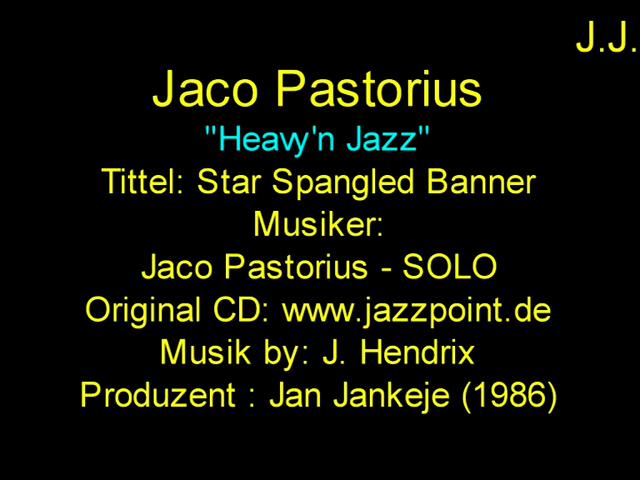 J.J.
Jaco Pastorius
"Heavy'n Jazz"
Tittel: Star Spangled Banner
Musiker:
Jaco Pastorius - SOLO
Original CD: www.jazzpoint.de
Musik by: J. Hendrix
Produzent : Jan Jankeje (1986)